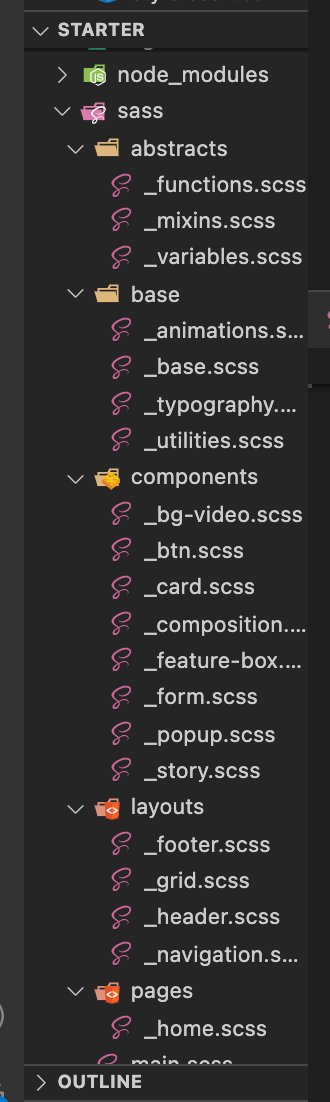 STARTER
node_modules
sass
abstracts
_functions.scss
_mixins.scss
_variables.scss
base
_animations.s...
_base.scss
_typography....
_utilities.scss
components
_bg-video.scss
_btn.scss
_card.scss
_composition....
_feature-box....
_form.scss
_popup.scss
_story.scss
layouts
_footer.scss
_grid.scss
_header.scss
_navigation.s...
pages
_home.scss
main.scss
OUTLINE